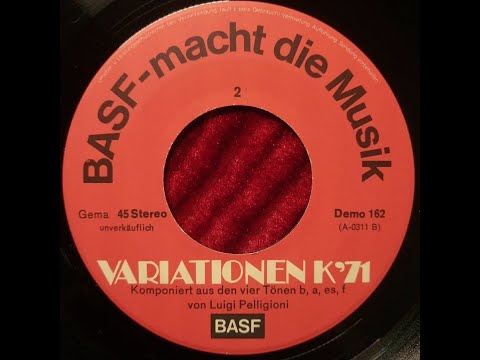 BASF-macht die Musik
2
Gema 45 Stereo
unverkäuflich
Demo 162
(A-0311 B)
VARIATIONEN K'71
Komponiert aus den vier Tönen b, a, es, f
von Luigi Pelligioni
BASF